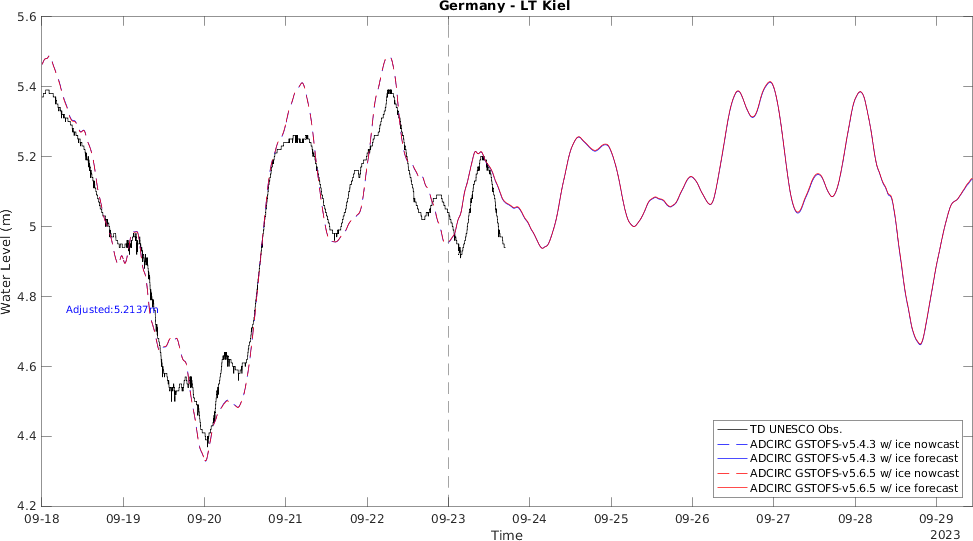 Germany - LT Kiel
5.6
5.4
5.2
5
4.8
4.6
4.4
4.2
Water Level (m)
Adjusted:5.2137m
TD UNESCO Obs.
ADCIRC GSTOFS-v5.4.3 w/ ice nowcast
ADCIRC GSTOFS-v5.4.3 w/ ice forecast
ADCIRC GSTOFS-v5.6.5 w/ ice nowcast
ADCIRC GSTOFS-v5.6.5 w/ ice forecast
09-18 09-19 09-20 09-21 09-22 09-23 09-24 09-25 09-26 09-27 09-28 09-29
Time
2023